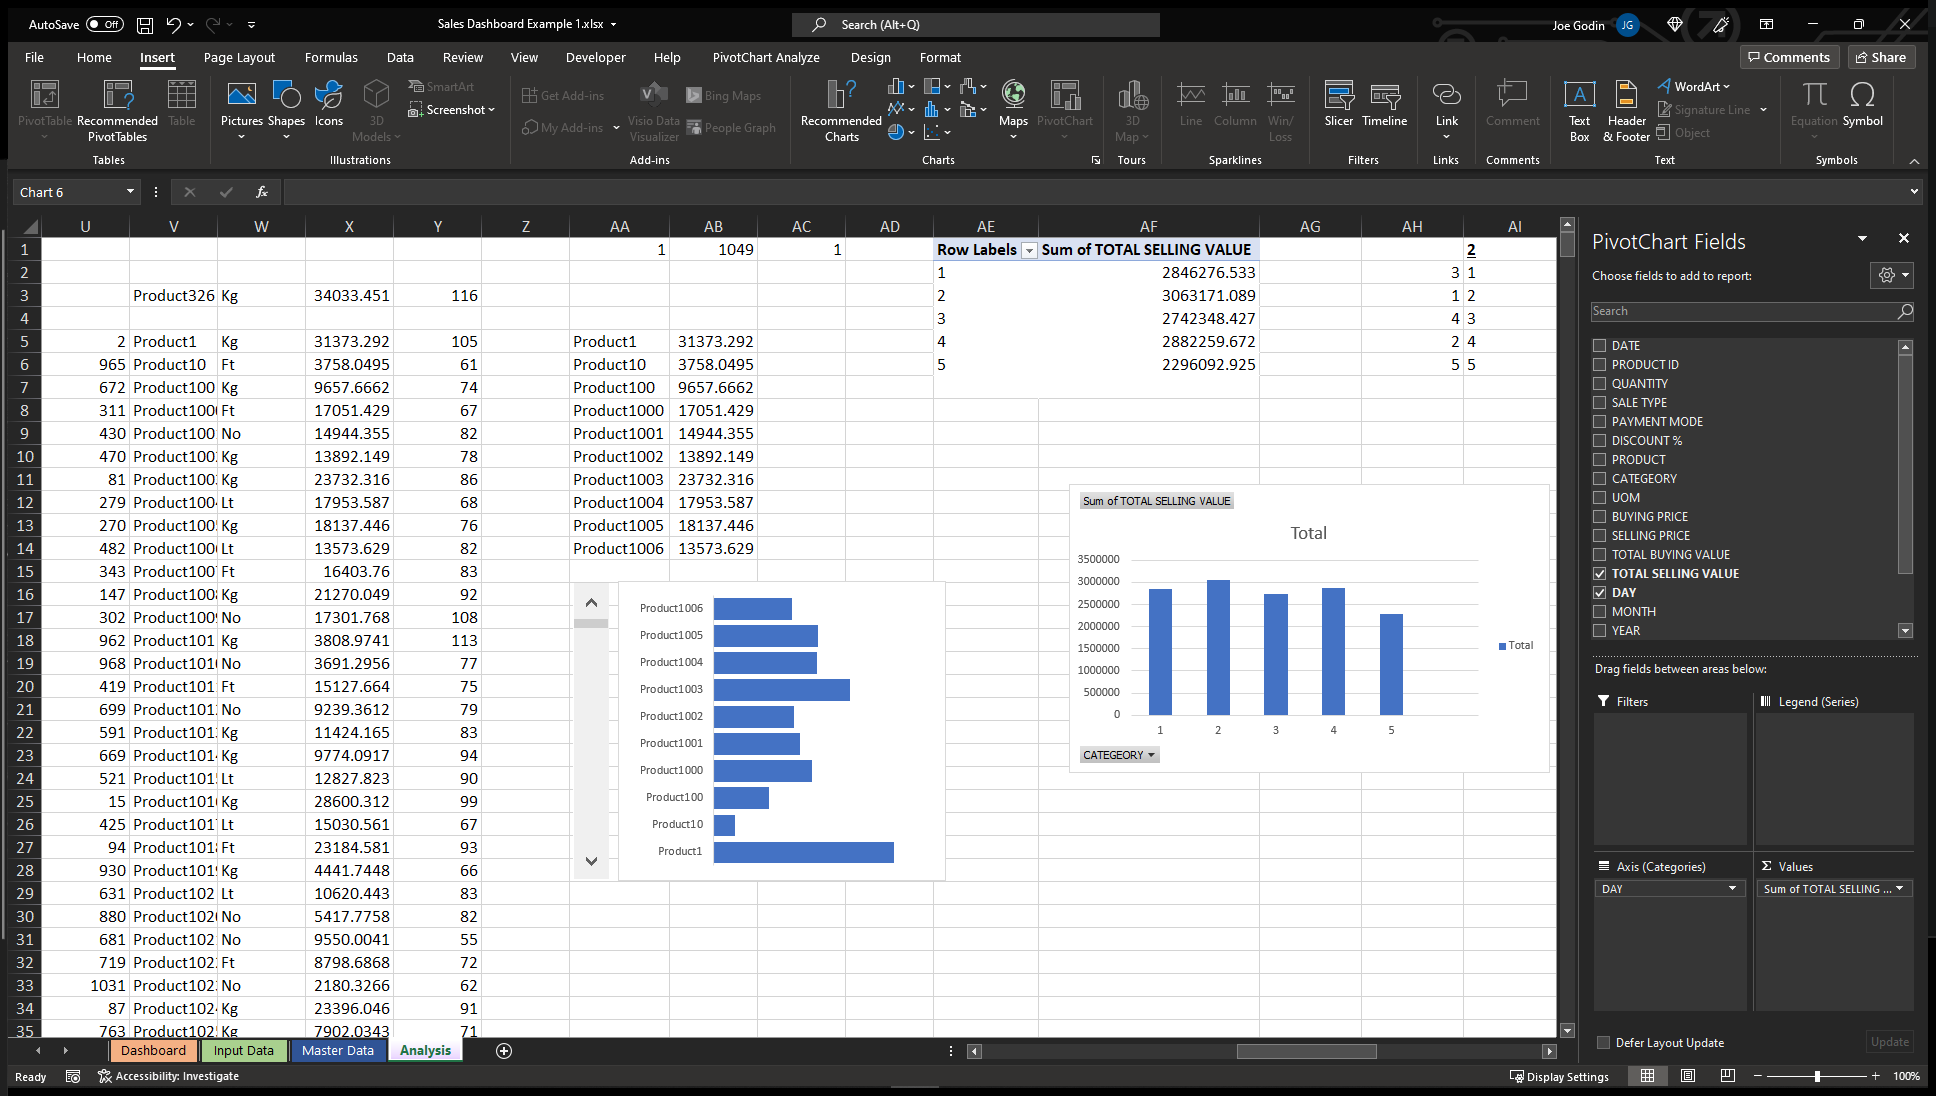 AutoSave Off Sales Dashboard Example 1.xlsx Search (Alt+Q) Joe Godin JG
File Home Insert Page Layout Formulas Data Review View Developer Help PivotChart Analyze Design Format Comments Share
PivotTable Recommended PivotTables Table
Tables
Pictures Shapes Icons 3D Models SmartArt Screenshot
Illustrations
Get Add-ins My Add-ins Visio Data Visualizer Bing Maps People Graph
Add-ins
Recommended Charts Maps PivotChart
Charts
3D Map
Tours
Line Column Win/Loss
Sparklines
Slicer Timeline
Filters
Link
Links
Comment
Comments
Text Box Header & Footer WordArt Signature Line Object
Text
Equation Symbol
Symbols
Chart 6 fx
U V W X Y Z AA AB AC AD AE AF AG AH AI
1 1 1049 1 Row Labels Sum of TOTAL SELLING VALUE 2
2 1 2846276.533 3 1
3 Product326 Kg 34033.451 116 2 3063171.089 1 2
4 3 2742348.427 4 3
5 2 Product1 Kg 31373.292 105 Product1 31373.292 4 2882259.672 2 4
6 965 Product10 Ft 3758.0495 61 Product10 3758.0495 5 2296092.925 5 5
7 672 Product100 Kg 9657.6662 74 Product100 9657.6662
8 311 Product100 Ft 17051.429 67 Product1000 17051.429
9 430 Product100 No 14944.355 82 Product1001 14944.355
10 470 Product100 Kg 13892.149 78 Product1002 13892.149
11 81 Product100 Kg 23732.316 86 Product1003 23732.316
12 279 Product100 Lt 17953.587 68 Product1004 17953.587
13 270 Product100 Kg 18137.446 76 Product1005 18137.446
14 482 Product100 Lt 13573.629 82 Product1006 13573.629
15 343 Product100 Ft 16403.76 83
16 147 Product100 Kg 21270.049 92
17 302 Product100 No 17301.768 108
18 962 Product101 Kg 3808.9741 113
19 968 Product101 No 3691.2956 77
20 419 Product101 Ft 15127.664 75
21 699 Product101 No 9239.3612 79
22 591 Product101 Kg 11424.165 83
23 669 Product101 Kg 9774.0917 94
24 521 Product101 Lt 12827.823 90
25 15 Product101 Kg 28600.312 99
26 425 Product101 Lt 15030.561 67
27 94 Product101 Ft 23184.581 93
28 930 Product101 Kg 4441.7448 66
29 631 Product102 Lt 10620.443 83
30 880 Product102 No 5417.7758 82
31 681 Product102 No 9550.0041 55
32 719 Product102 Ft 8798.6868 72
33 1031 Product102 No 2180.3266 62
34 87 Product102 Kg 23396.046 91
35 763 Product102 Kg 7902.0343 71
Product1006
Product1005
Product1004
Product1003
Product1002
Product1001
Product1000
Product100
Product10
Product1
Sum of TOTAL SELLING VALUE
Total
3500000
3000000
2500000
2000000
1500000
1000000
500000
0
1 2 3 4 5
Total
CATEGEORY
PivotChart Fields
Choose fields to add to report:
Search
DATE
PRODUCT ID
QUANTITY
SALE TYPE
PAYMENT MODE
DISCOUNT %
PRODUCT
CATEGEORY
UOM
BUYING PRICE
SELLING PRICE
TOTAL BUYING VALUE
TOTAL SELLING VALUE
DAY
MONTH
YEAR
Drag fields between areas below:
Filters Legend (Series)
Axis (Categories) Values
DAY Sum of TOTAL SELLING ...
Defer Layout Update Update
Dashboard Input Data Master Data Analysis
Ready Accessibility: Investigate Display Settings 100%